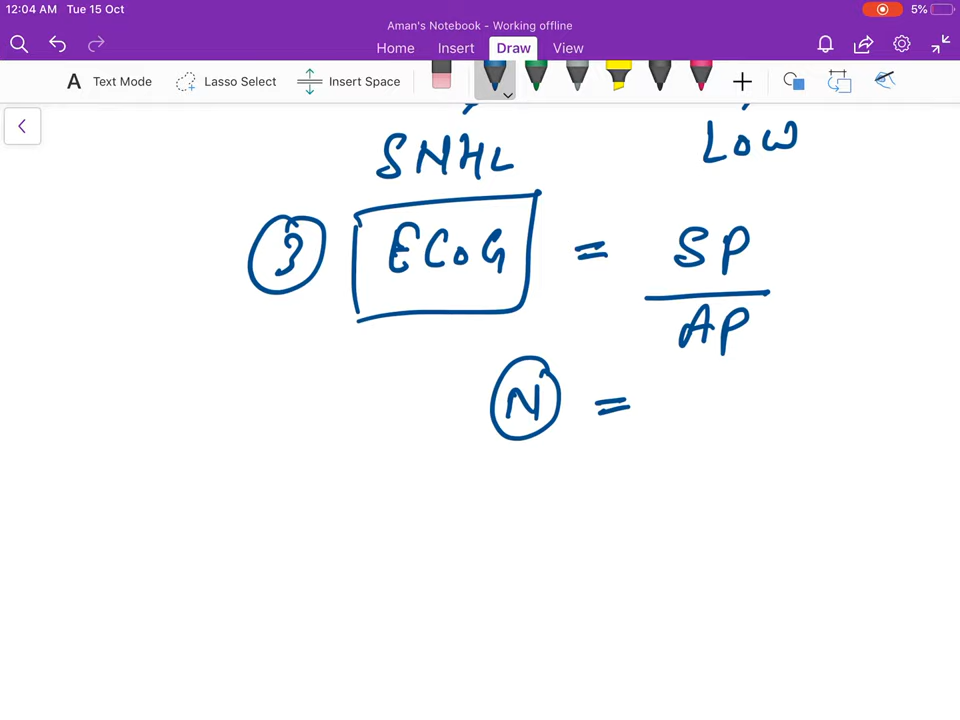 12:04 AM Tue 15 Oct
5%
Aman's Notebook - Working offline
Home Insert Draw View
A Text Mode Lasso Select Insert Space
SNHL LOW
3 ECoG = SP
AP
N =